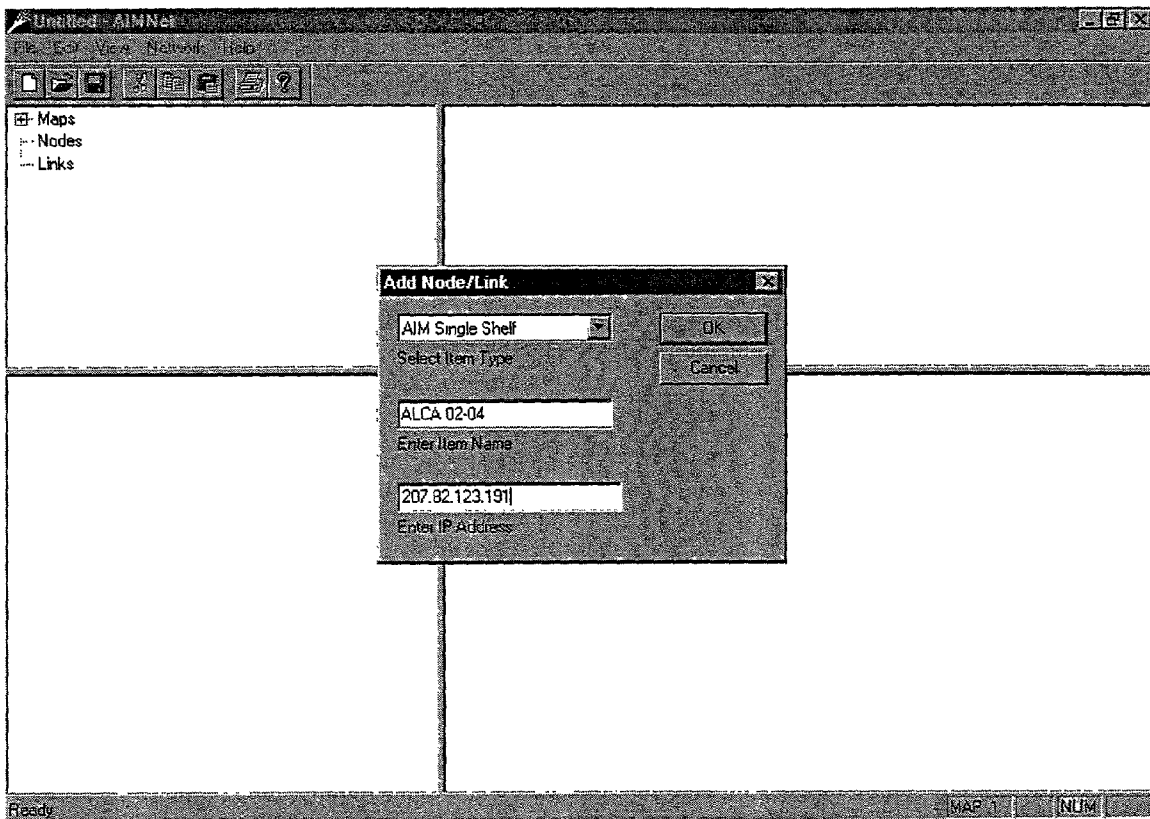 Untitled - AIMNet
File Edit View Network Help
Maps
Nodes
Links
Add Node/Link
AIM Single Shelf
OK
Select Item Type
Cancel
ALCA 02-04
Enter Item Name
207.82.123.191
Enter IP Address
Ready
MAP 1
NUM